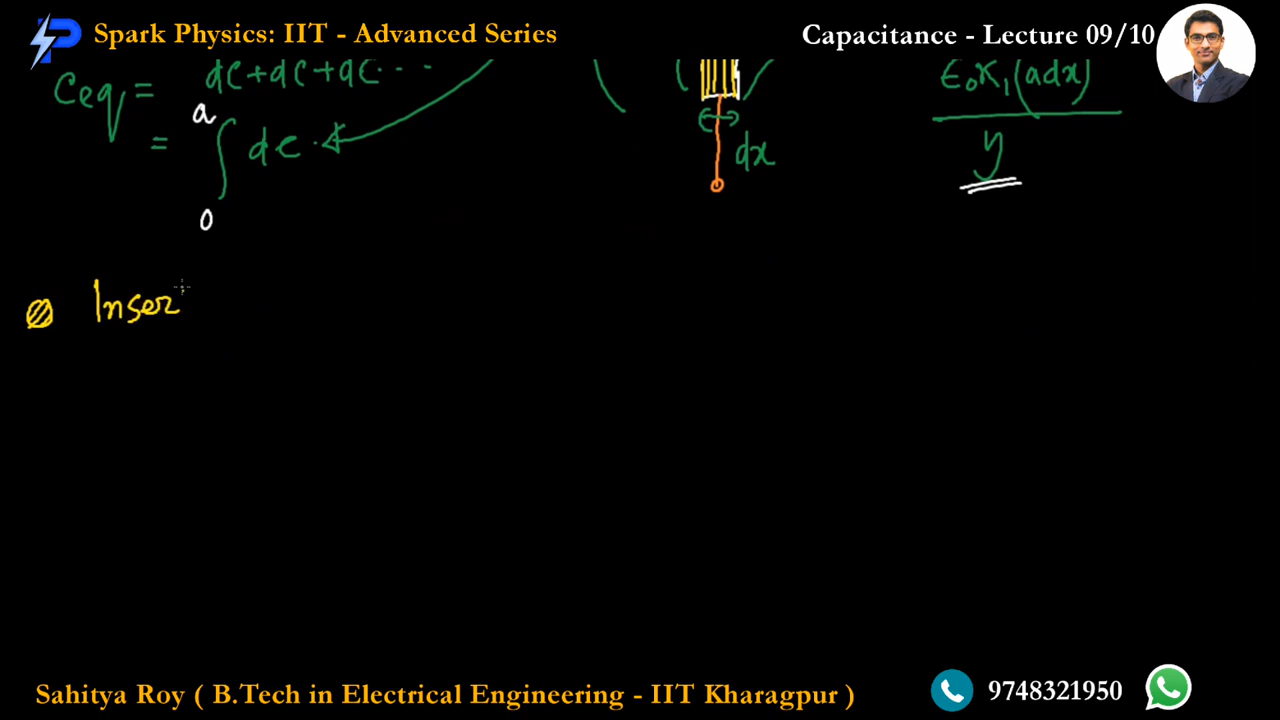 Spark Physics: IIT - Advanced Series
Capacitance - Lecture 09/10
Ceq = dC + dC + dC...
= ∫ dC .
a
0
dx
ε₀K₁(adx)
y
Inser
Sahitya Roy ( B.Tech in Electrical Engineering - IIT Kharagpur )
9748321950